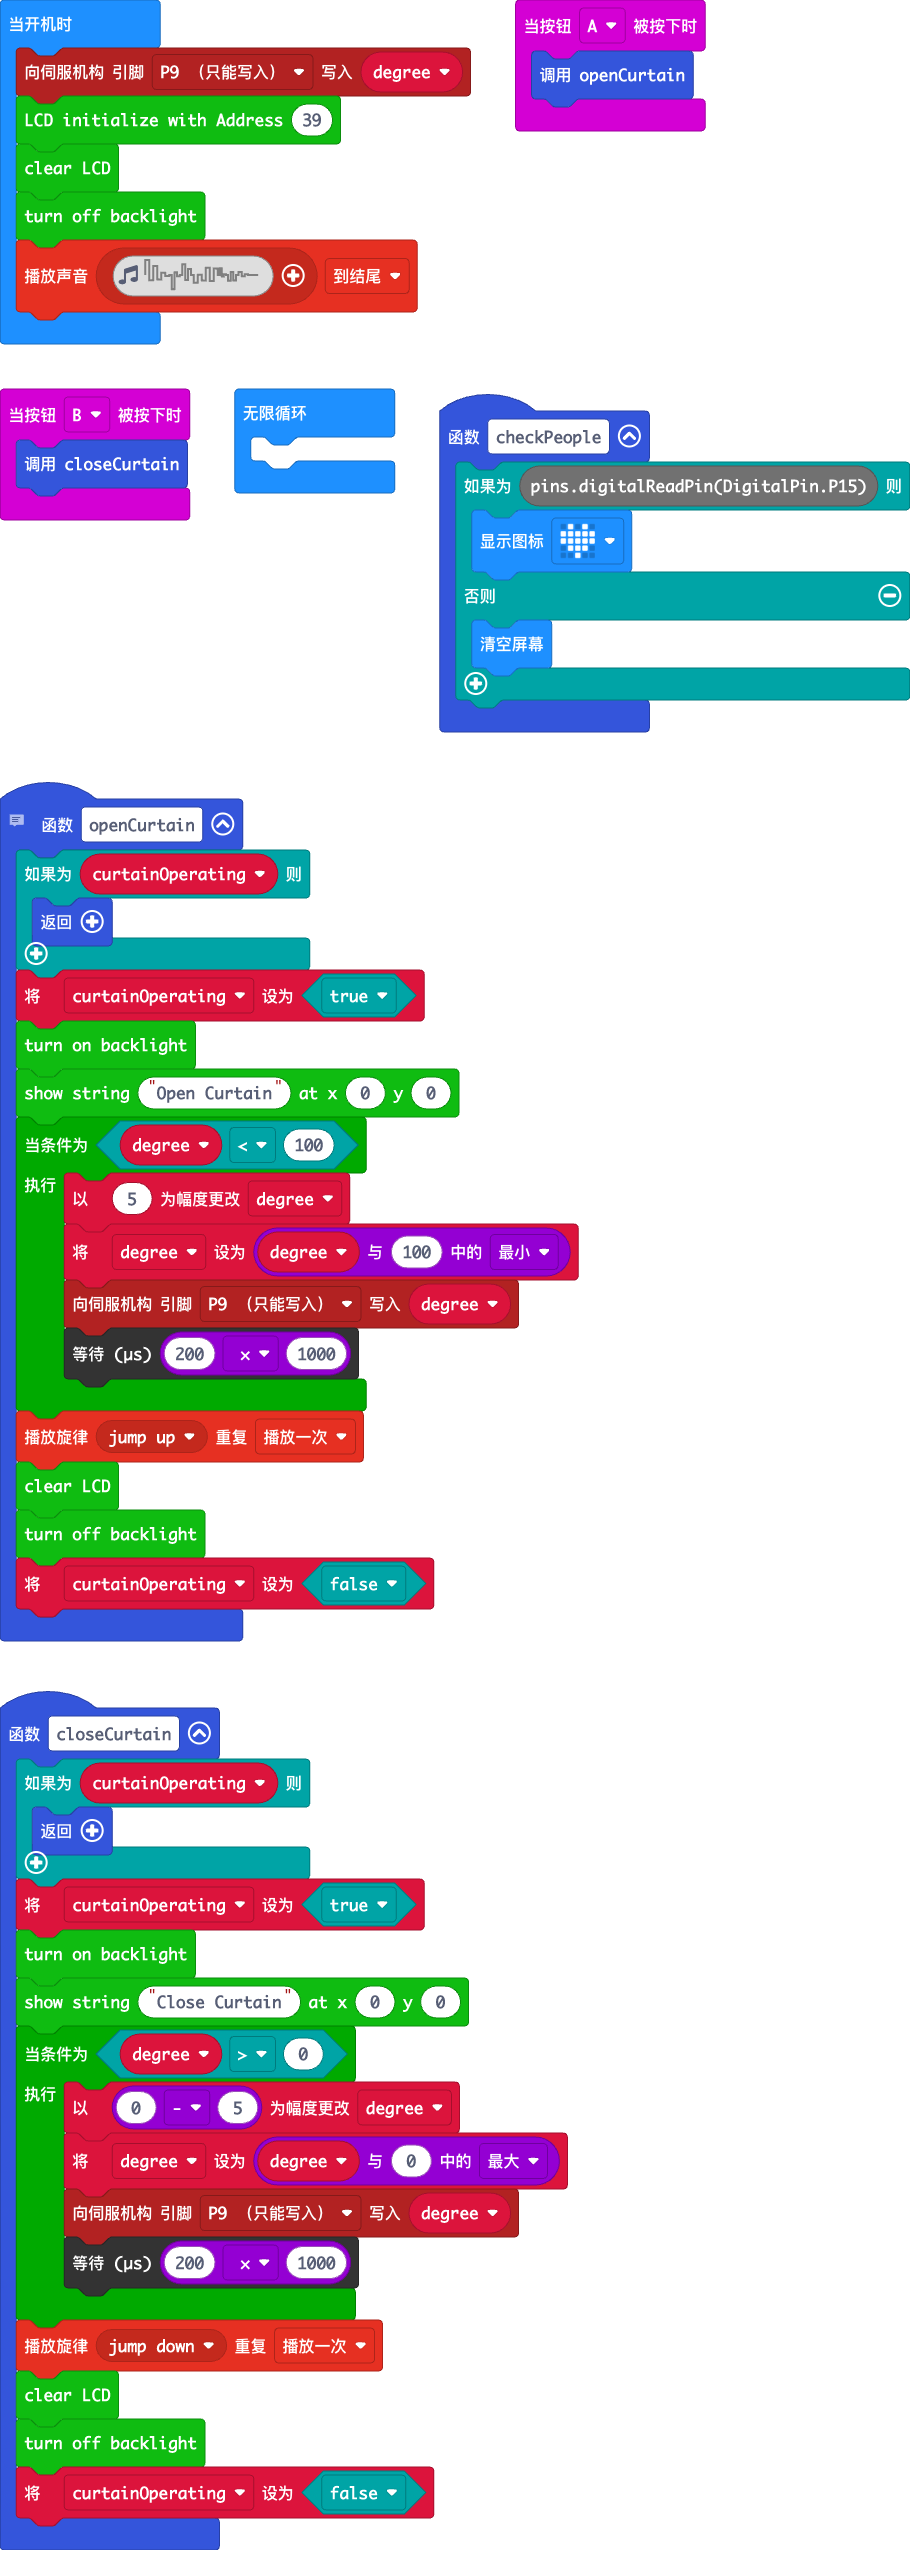 当开机时
向伺服机构 引脚 P9 （只能写入） 写入 degree
LCD initialize with Address 39
clear LCD
turn off backlight
播放声音 到结尾
当按钮 A 被按下时
调用 openCurtain
当按钮 B 被按下时
调用 closeCurtain
无限循环
函数 checkPeople
如果为 pins.digitalReadPin(DigitalPin.P15) 则
显示图标
否则
清空屏幕
函数 openCurtain
如果为 curtainOperating 则
返回
将 curtainOperating 设为 true
turn on backlight
show string "Open Curtain" at x 0 y 0
当条件为 degree < 100
执行 以 5 为幅度更改 degree
将 degree 设为 degree 与 100 中的 最小
向伺服机构 引脚 P9 （只能写入） 写入 degree
等待 (µs) 200 × 1000
播放旋律 jump up 重复 播放一次
clear LCD
turn off backlight
将 curtainOperating 设为 false
函数 closeCurtain
如果为 curtainOperating 则
返回
将 curtainOperating 设为 true
turn on backlight
show string "Close Curtain" at x 0 y 0
当条件为 degree > 0
执行 以 0 - 5 为幅度更改 degree
将 degree 设为 degree 与 0 中的 最大
向伺服机构 引脚 P9 （只能写入） 写入 degree
等待 (µs) 200 × 1000
播放旋律 jump down 重复 播放一次
clear LCD
turn off backlight
将 curtainOperating 设为 false